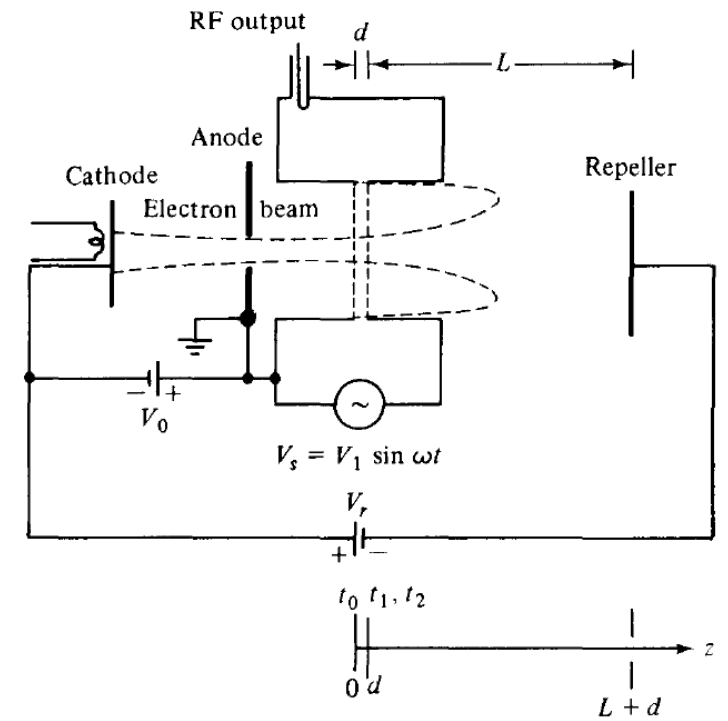 RF output
d
L
Anode
Cathode
Repeller
Electron beam
− +
V₀
~
Vₛ = V₁ sin ωt
Vᵣ
+ −
t₀ t₁, t₂
z
0 d
L + d